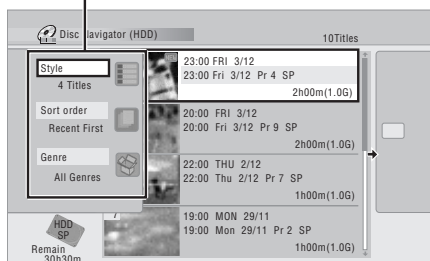 Disc Navigator (HDD)
10Titles
Style
4 Titles
Sort order
Recent First
Genre
All Genres
HDD
SP
Remain
30h30m
23:00 FRI 3/12
23:00 Fri 3/12 Pr 4 SP
2h00m(1.0G)
20:00 FRI 3/12
20:00 Fri 3/12 Pr 9 SP
2h00m(1.0G)
22:00 THU 2/12
22:00 Thu 2/12 Pr 7 SP
1h00m(1.0G)
7
19:00 MON 29/11
19:00 Mon 29/11 Pr 2 SP
1h00m(1.0G)